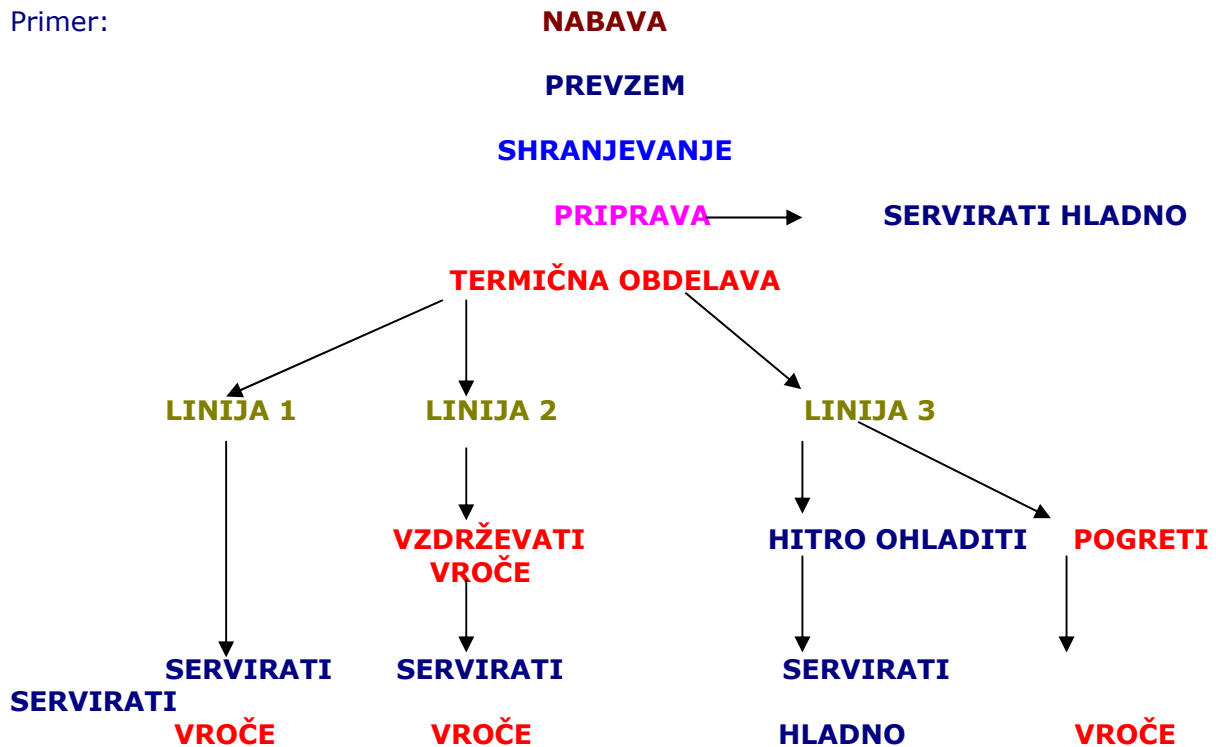 Primer: NABAVA
PREVZEM
SHRANJEVANJE
PRIPRAVA SERVIRATI HLADNO
TERMIČNA OBDELAVA
LINIJA 1 LINIJA 2 LINIJA 3
VZDRŽEVATI HITRO OHLADITI POGRETI
VROČE
SERVIRATI SERVIRATI SERVIRATI
SERVIRATI
VROČE VROČE HLADNO VROČE